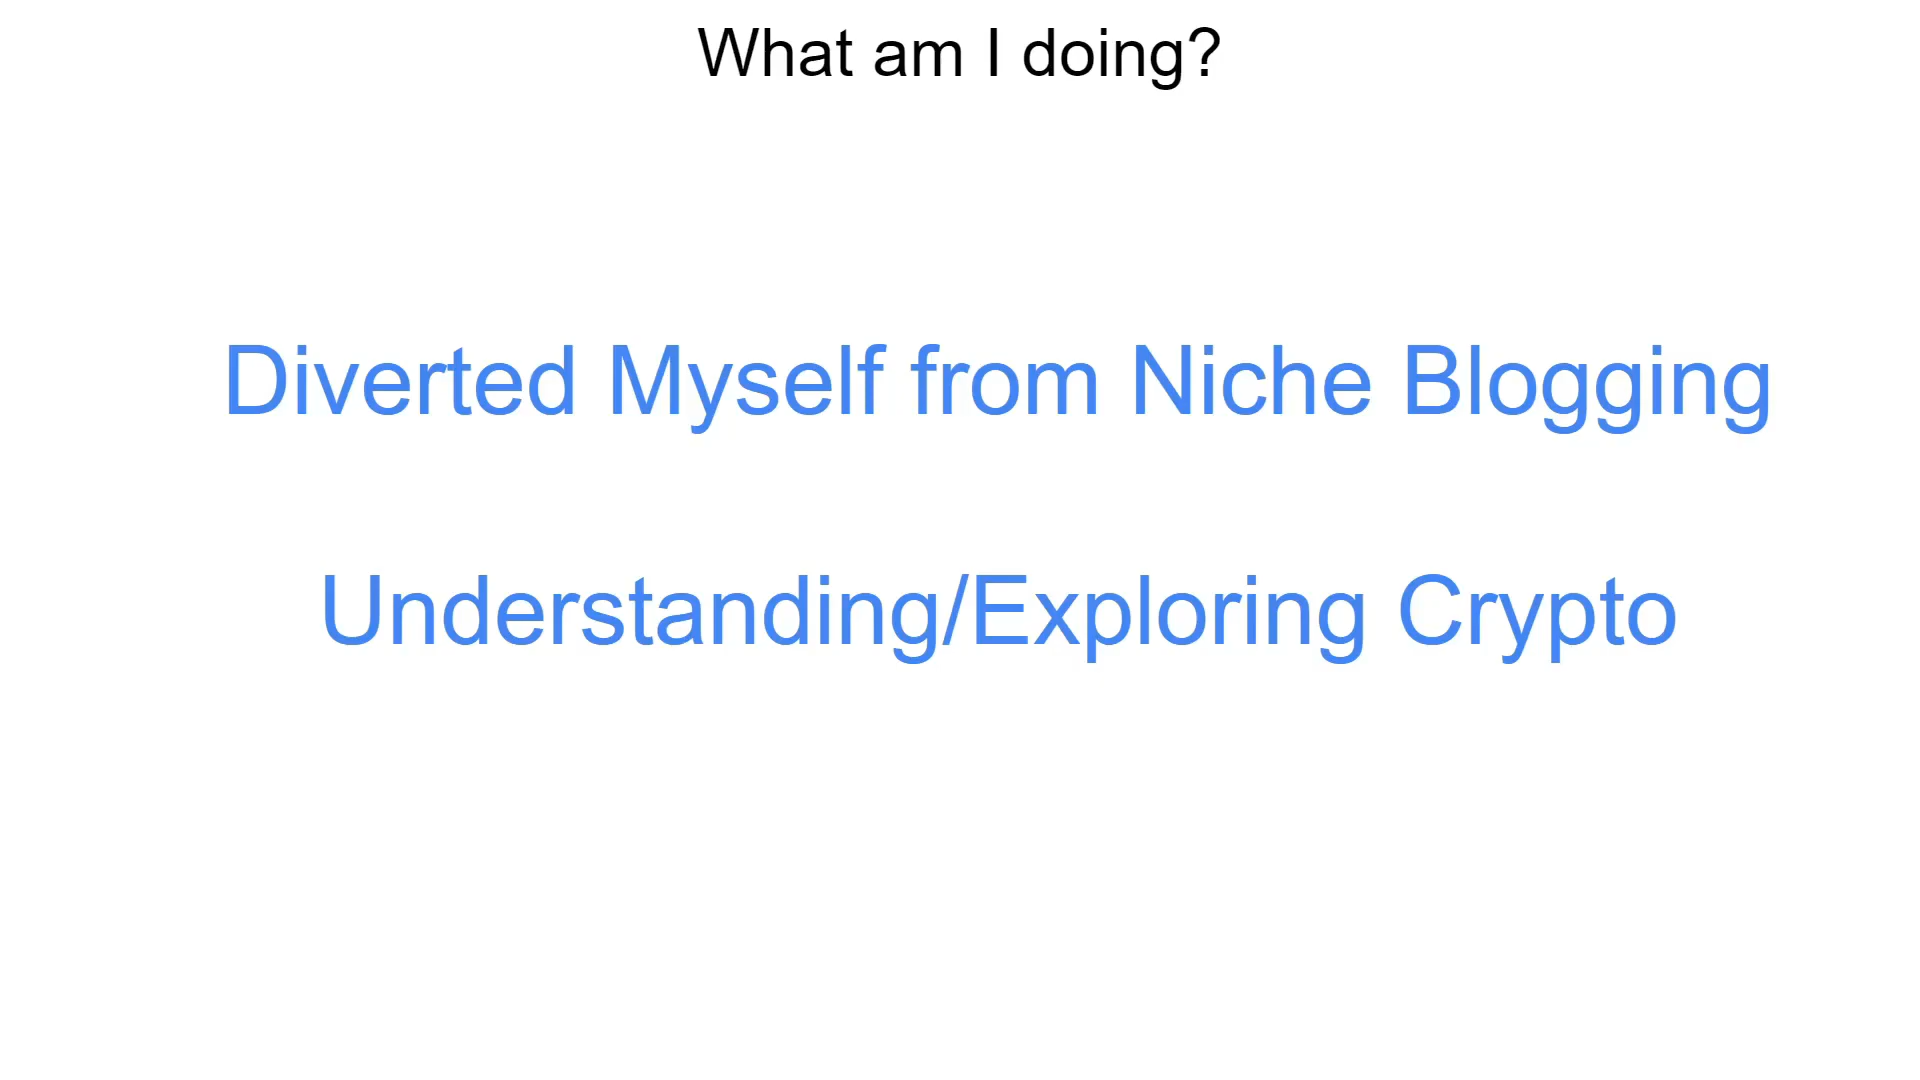 What am I doing?
Diverted Myself from Niche Blogging
Understanding/Exploring Crypto